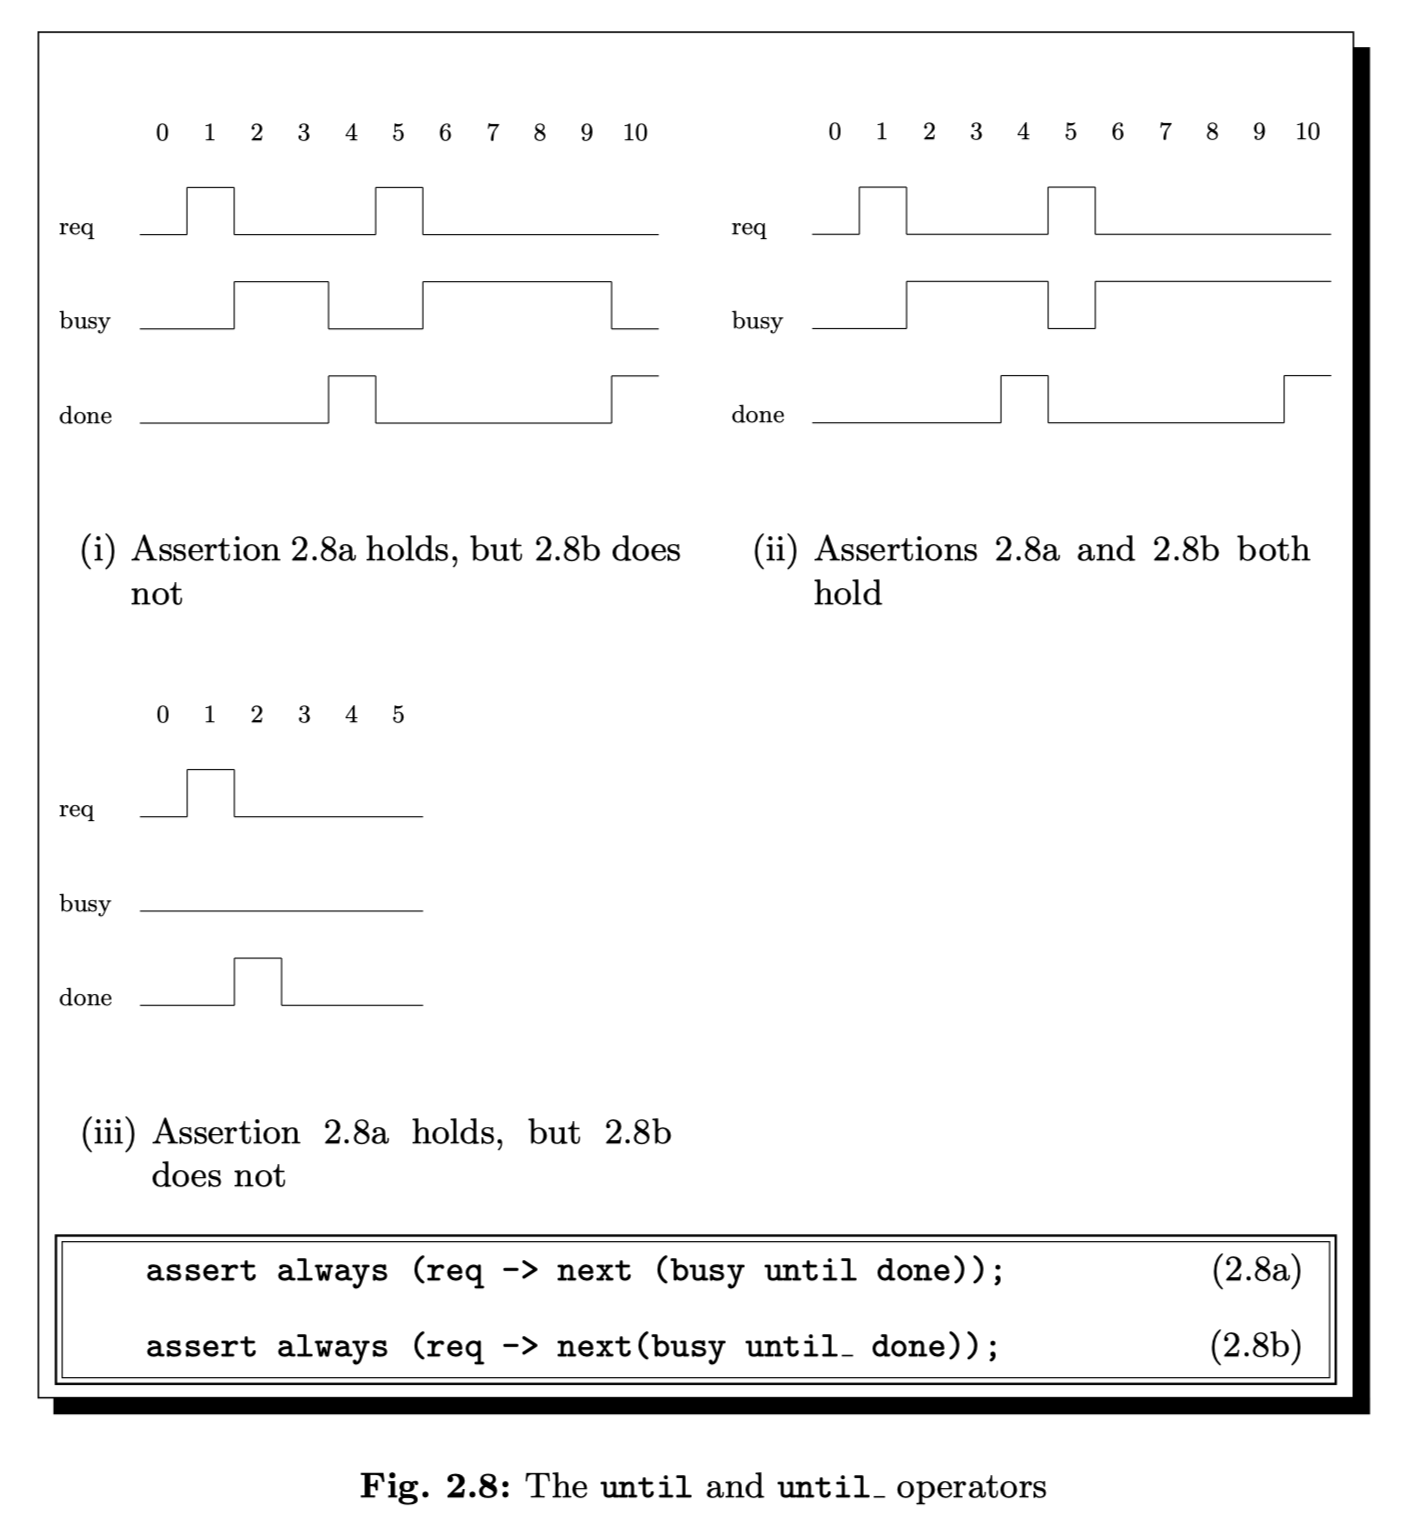 0 1 2 3 4 5 6 7 8 9 10
req
busy
done
(i) Assertion 2.8a holds, but 2.8b does
not
0 1 2 3 4 5 6 7 8 9 10
req
busy
done
(ii) Assertions 2.8a and 2.8b both
hold
0 1 2 3 4 5
req
busy
done
(iii) Assertion 2.8a holds, but 2.8b
does not
assert always (req -> next (busy until done)); (2.8a)
assert always (req -> next(busy until_ done)); (2.8b)
Fig. 2.8: The until and until_ operators